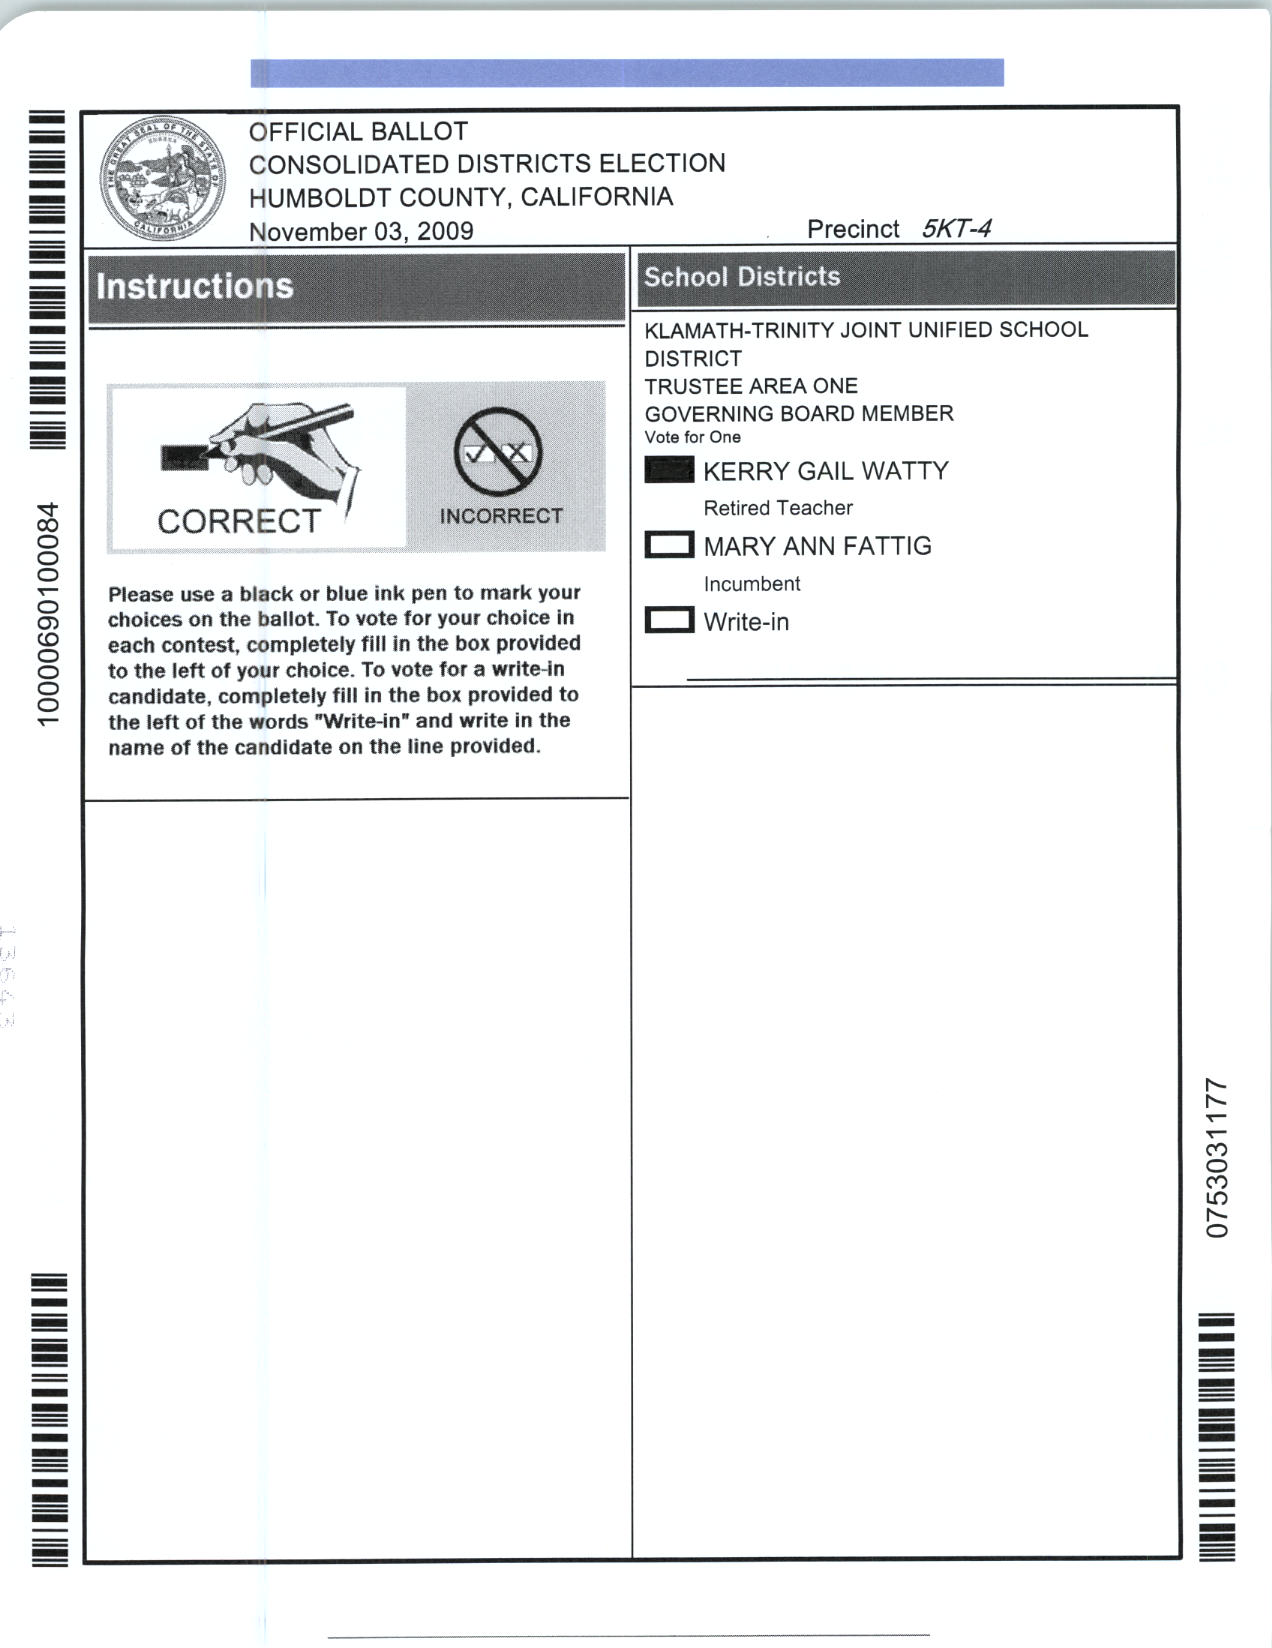 OFFICIAL BALLOT
CONSOLIDATED DISTRICTS ELECTION
HUMBOLDT COUNTY, CALIFORNIA
November 03, 2009
Precinct 5KT-4
THE GREAT SEAL OF THE STATE OF
EUREKA
CALIFORNIA
Instructions
CORRECT
INCORRECT
Please use a black or blue ink pen to mark your
choices on the ballot. To vote for your choice in
each contest, completely fill in the box provided
to the left of your choice. To vote for a write-in
candidate, completely fill in the box provided to
the left of the words "Write-in" and write in the
name of the candidate on the line provided.
School Districts
KLAMATH-TRINITY JOINT UNIFIED SCHOOL
DISTRICT
TRUSTEE AREA ONE
GOVERNING BOARD MEMBER
Vote for One
KERRY GAIL WATTY
Retired Teacher
MARY ANN FATTIG
Incumbent
Write-in
10000690100084
0753031177